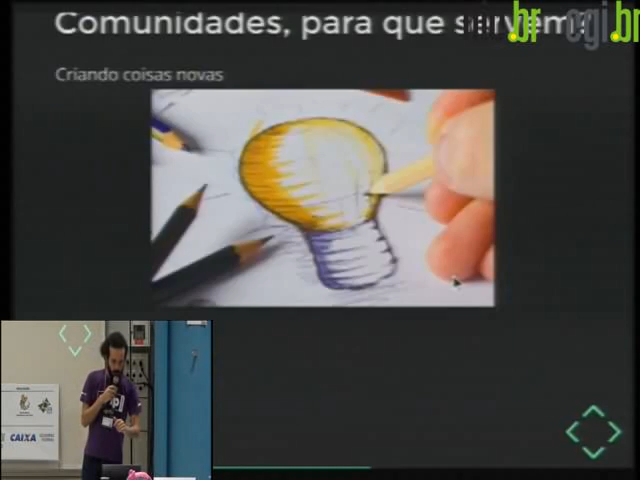 Comunidades, para que servem?
.br cgi.br
Criando coisas novas
CAIXA